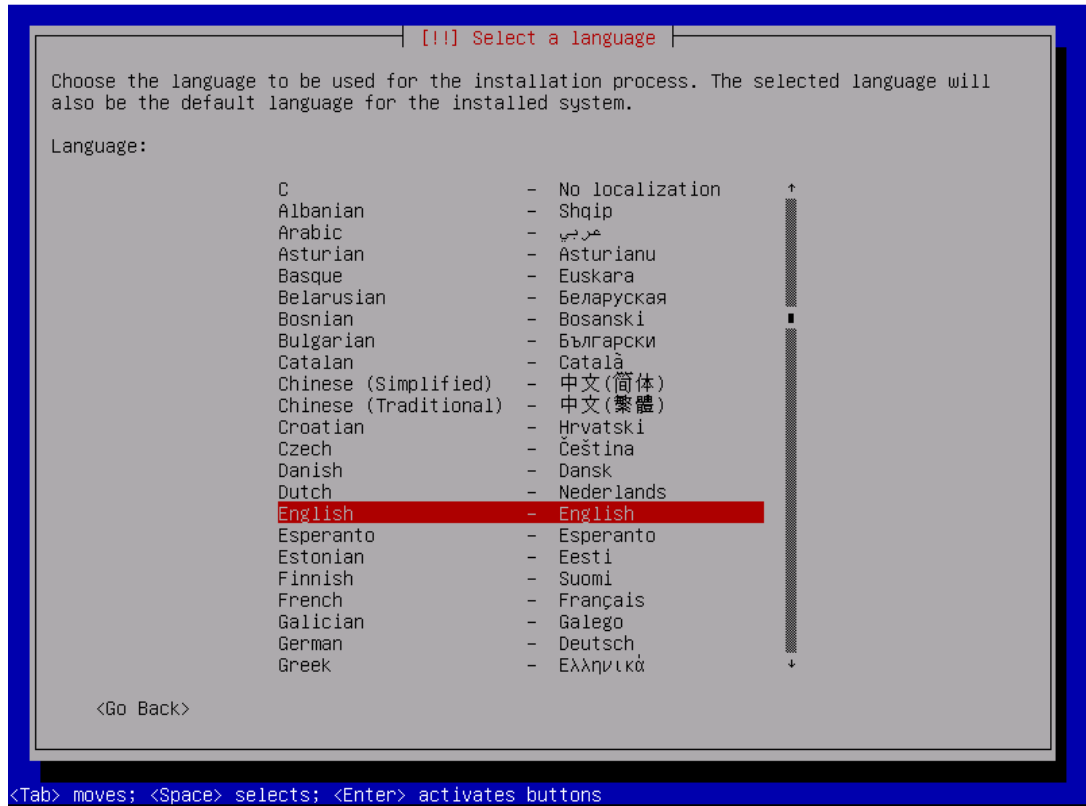 [!!] Select a language
Choose the language to be used for the installation process. The selected language will
also be the default language for the installed system.
Language:
C - No localization
Albanian - Shqip
Arabic - عربي
Asturian - Asturianu
Basque - Euskara
Belarusian - Беларуская
Bosnian - Bosanski
Bulgarian - Български
Catalan - Català
Chinese (Simplified) - 中文(简体)
Chinese (Traditional) - 中文(繁體)
Croatian - Hrvatski
Czech - Čeština
Danish - Dansk
Dutch - Nederlands
English - English
Esperanto - Esperanto
Estonian - Eesti
Finnish - Suomi
French - Français
Galician - Galego
German - Deutsch
Greek - Ελληνικά
<Go Back>
<Tab> moves; <Space> selects; <Enter> activates buttons